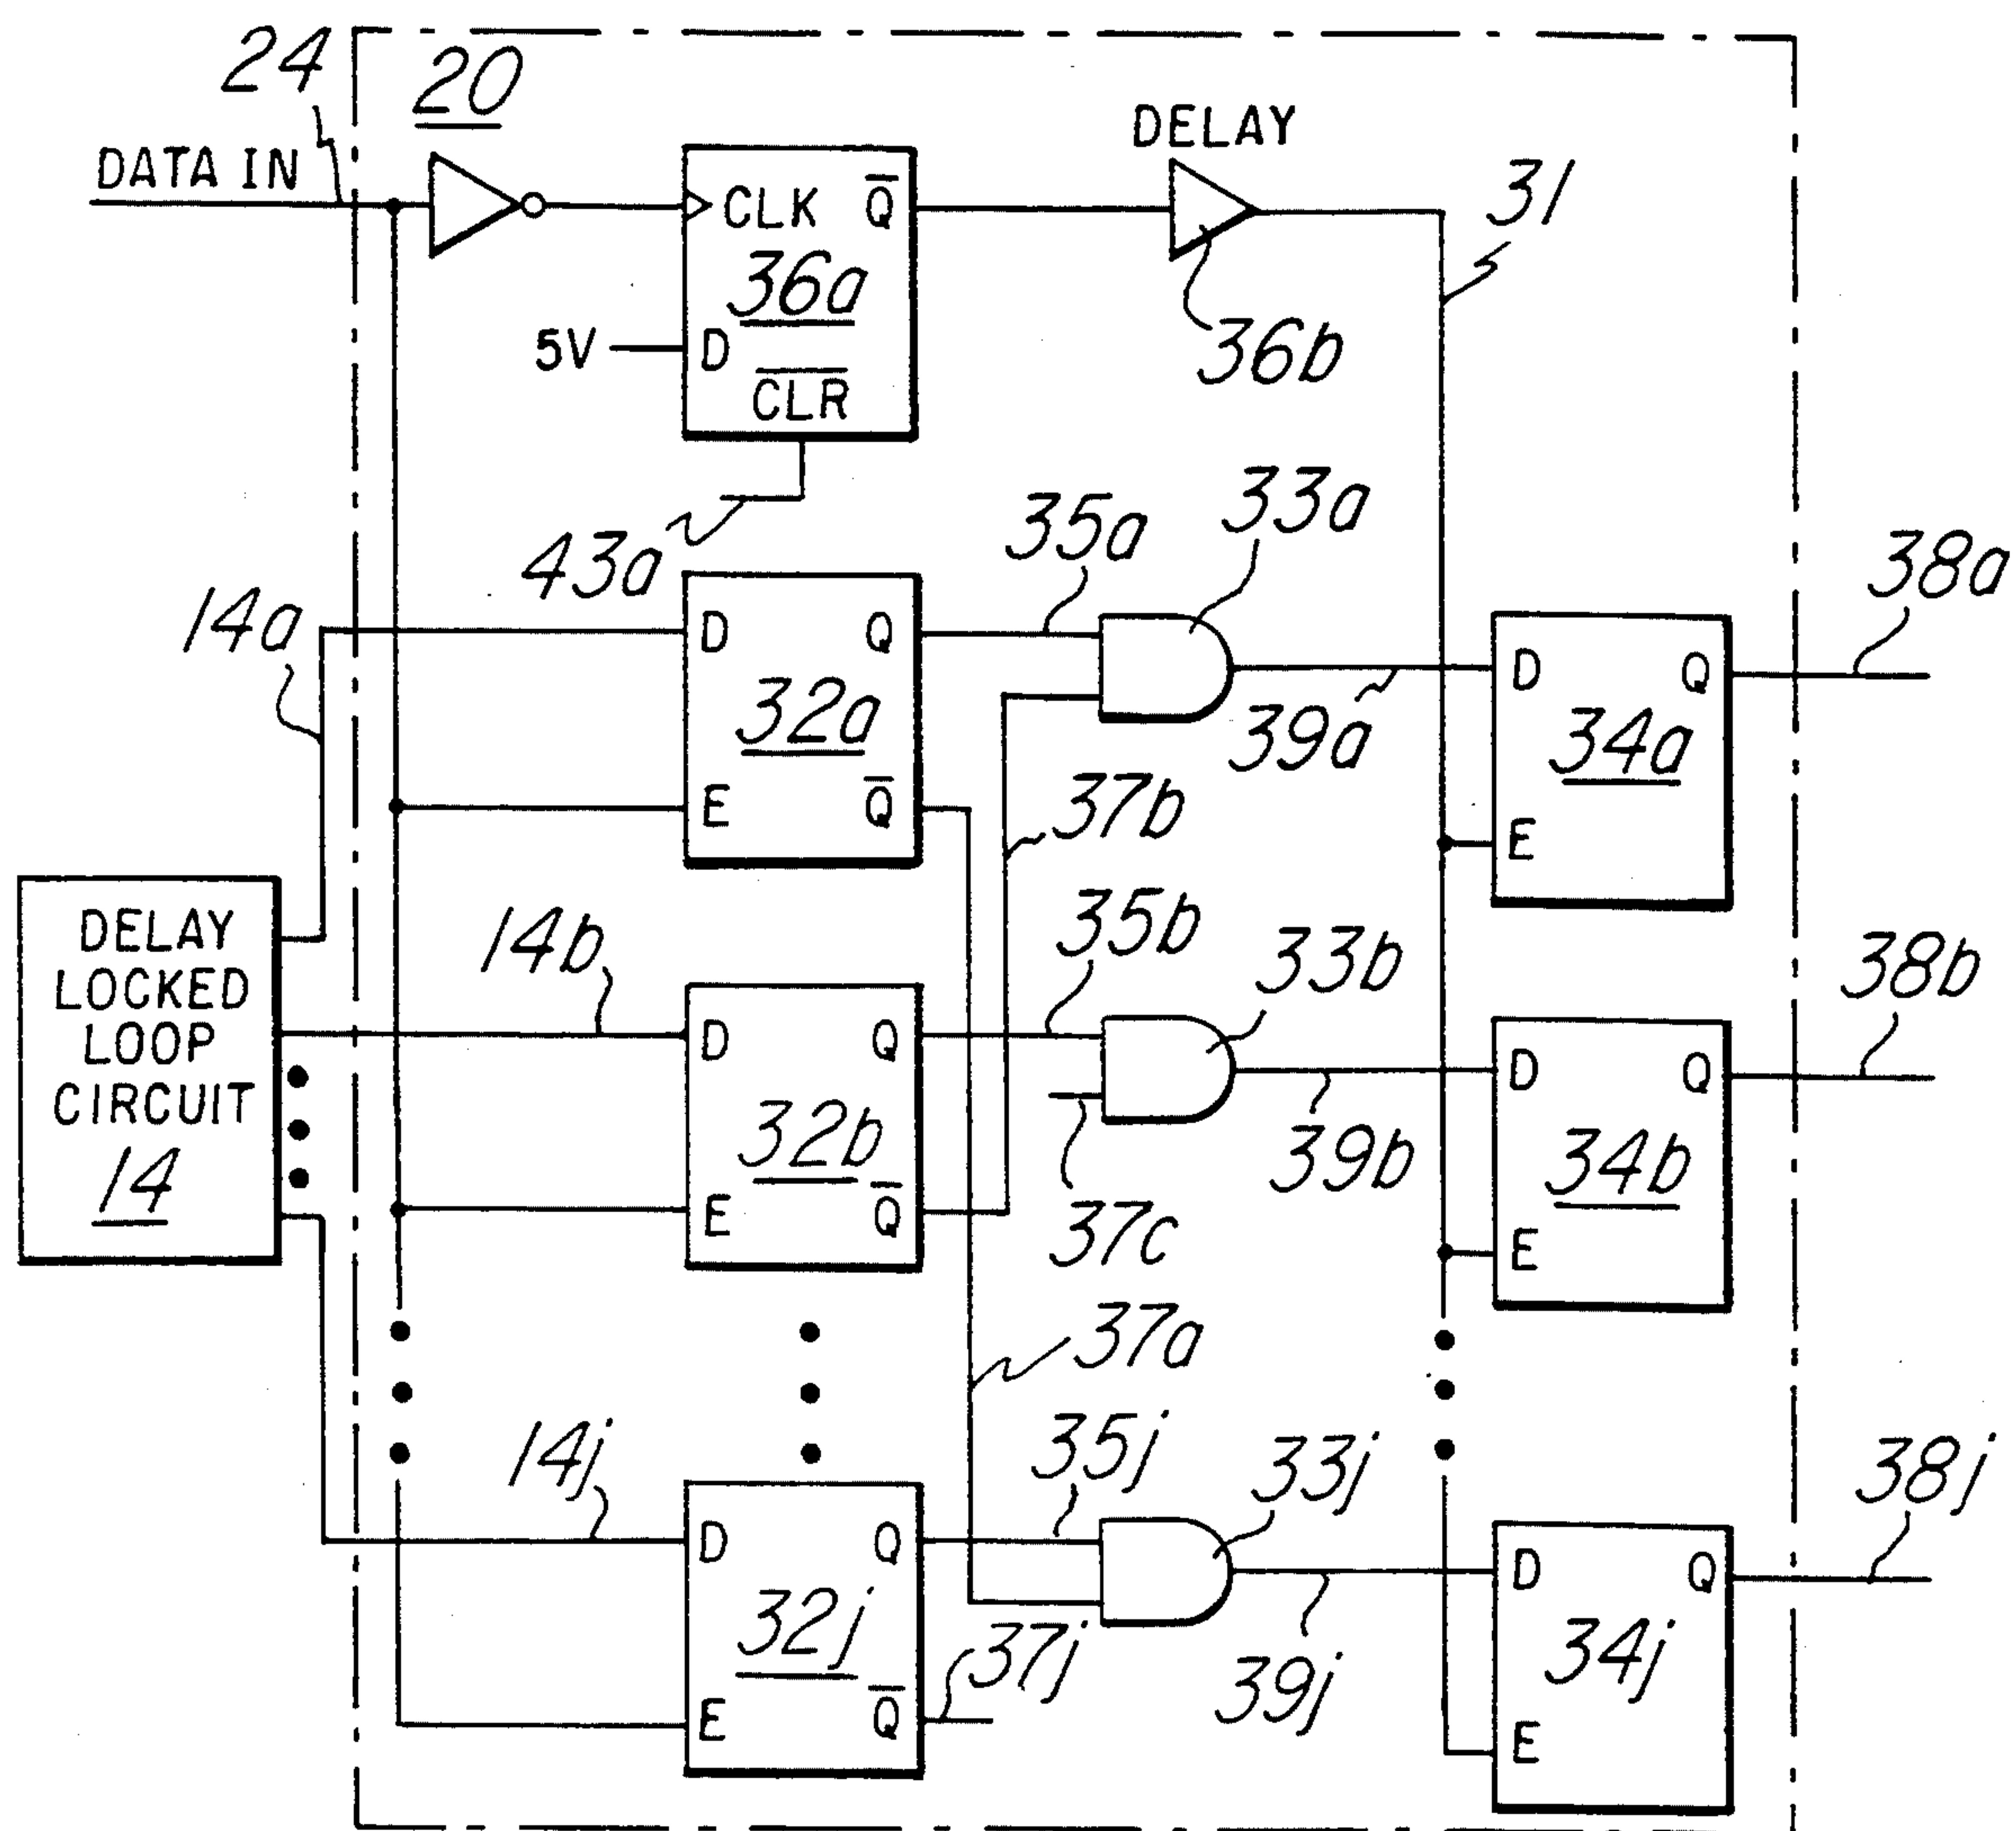 24
20
DATA IN
DELAY
CLK
Q̅
36a
5V
D
C̅L̅R̅
36b
31
43a
35a
33a
38a
14a
D
Q
32a
E
Q̅
37b
39a
D
Q
34a
E
DELAY
LOCKED
LOOP
CIRCUIT
14
14b
35b
33b
38b
D
Q
32b
E
Q̅
37c
39b
D
Q
34b
E
37a
14j
35j
33j
38j
D
Q
32j
E
Q̅
37j
39j
D
Q
34j
E